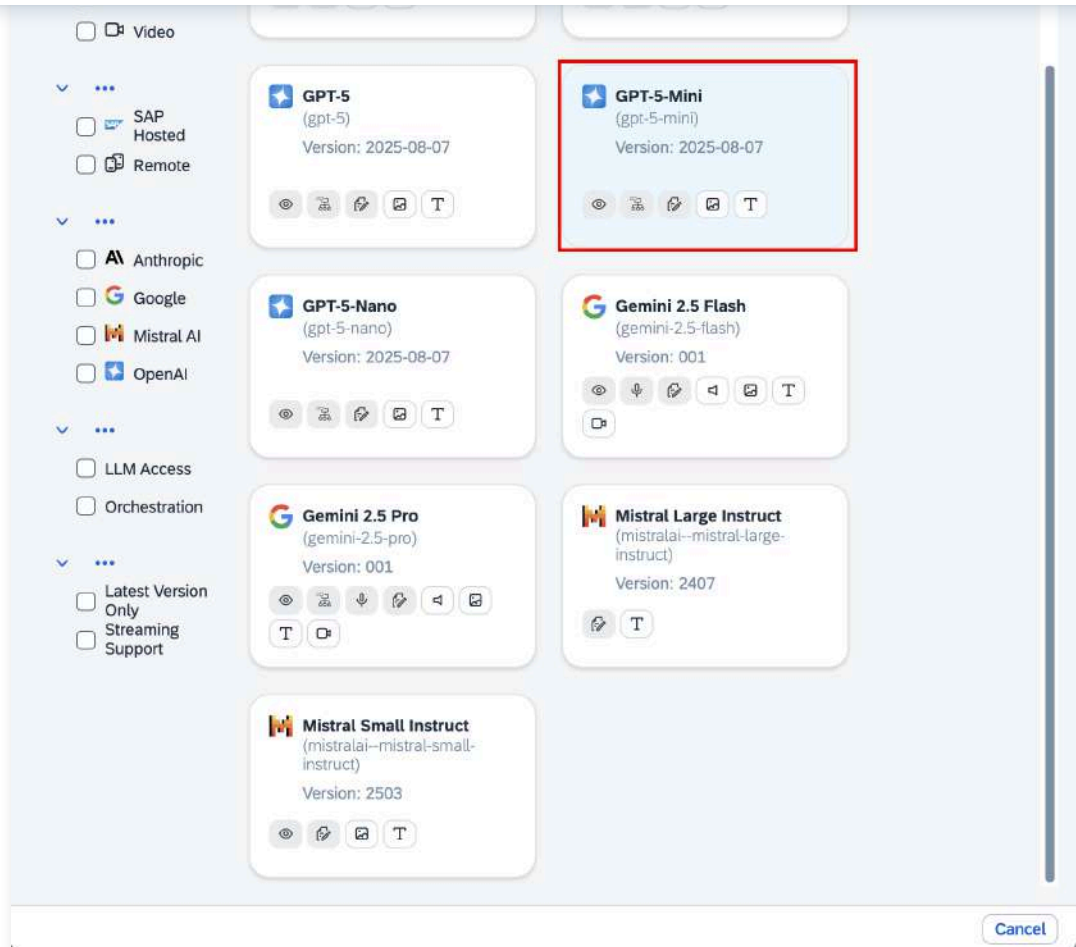 Video
...
SAP
Hosted
Remote
...
Anthropic
Google
Mistral AI
OpenAI
...
LLM Access
Orchestration
...
Latest Version
Only
Streaming
Support
GPT-5
(gpt-5)
Version: 2025-08-07
T
GPT-5-Mini
(gpt-5-mini)
Version: 2025-08-07
T
GPT-5-Nano
(gpt-5-nano)
Version: 2025-08-07
T
Gemini 2.5 Flash
(gemini-2.5-flash)
Version: 001
T
Gemini 2.5 Pro
(gemini-2.5-pro)
Version: 001
T
Mistral Large Instruct
(mistralai--mistral-large-
instruct)
Version: 2407
T
Mistral Small Instruct
(mistralai--mistral-small-
instruct)
Version: 2503
T
Cancel